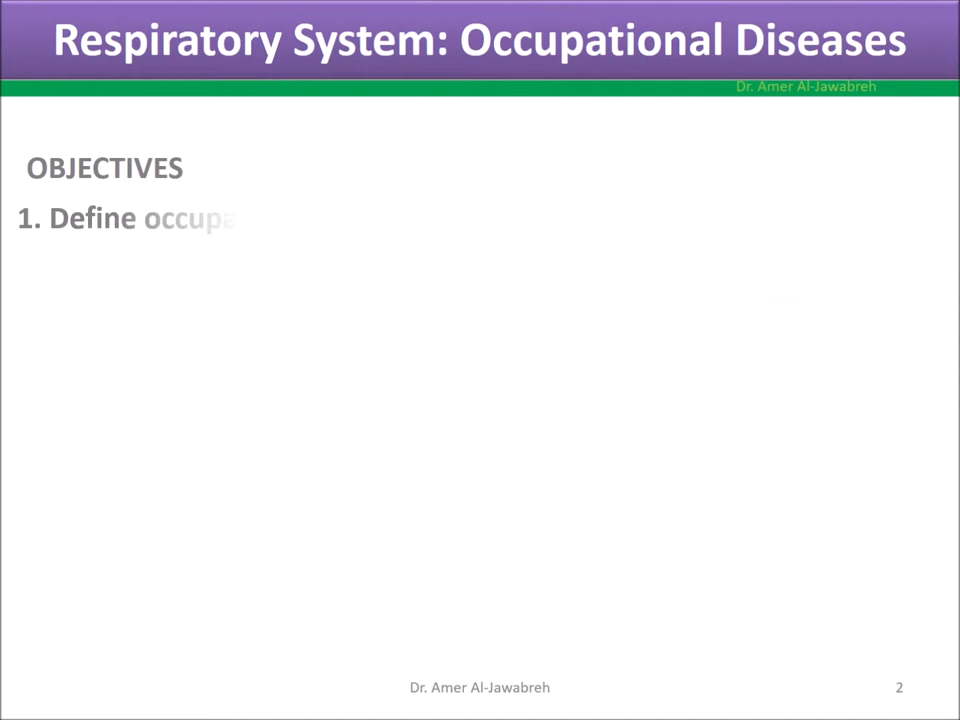 Respiratory System: Occupational Diseases
Dr. Amer Al-Jawabreh
OBJECTIVES
1. Define occupa
Dr. Amer Al-Jawabreh
2